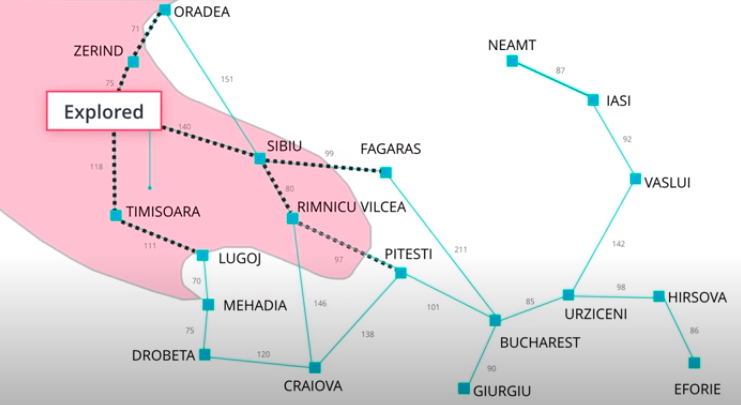 ORADEA
71
ZERIND
NEAMT
87
151
75
IASI
Explored
140
92
SIBIU
99
FAGARAS
118
VASLUI
80
TIMISOARA
RIMNICU VILCEA
111
211
142
LUGOJ
97
PITESTI
70
98
HIRSOVA
MEHADIA
146
101
85
URZICENI
75
138
86
BUCHAREST
DROBETA
120
90
CRAIOVA
GIURGIU
EFORIE